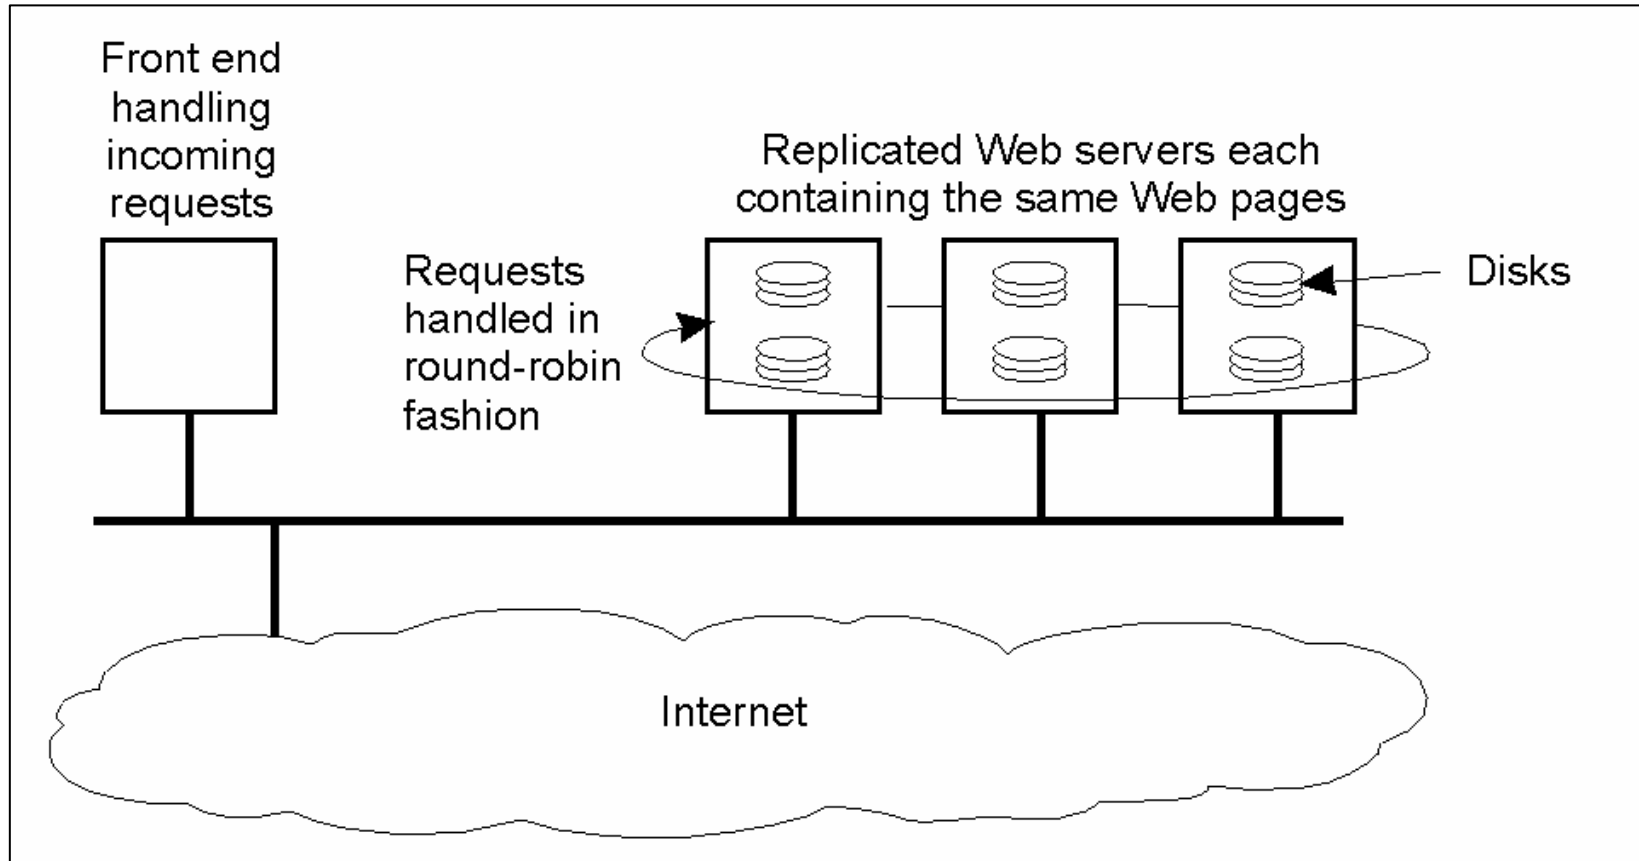 Front end
handling
incoming
requests
Replicated Web servers each
containing the same Web pages
Requests
handled in
round-robin
fashion
Disks
Internet